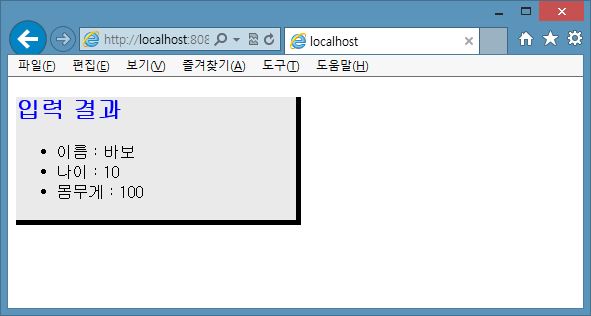 http://localhost:808
localhost
파일(F) 편집(E) 보기(V) 즐겨찾기(A) 도구(T) 도움말(H)
입력 결과
• 이름 : 바보
• 나이 : 10
• 몸무게 : 100